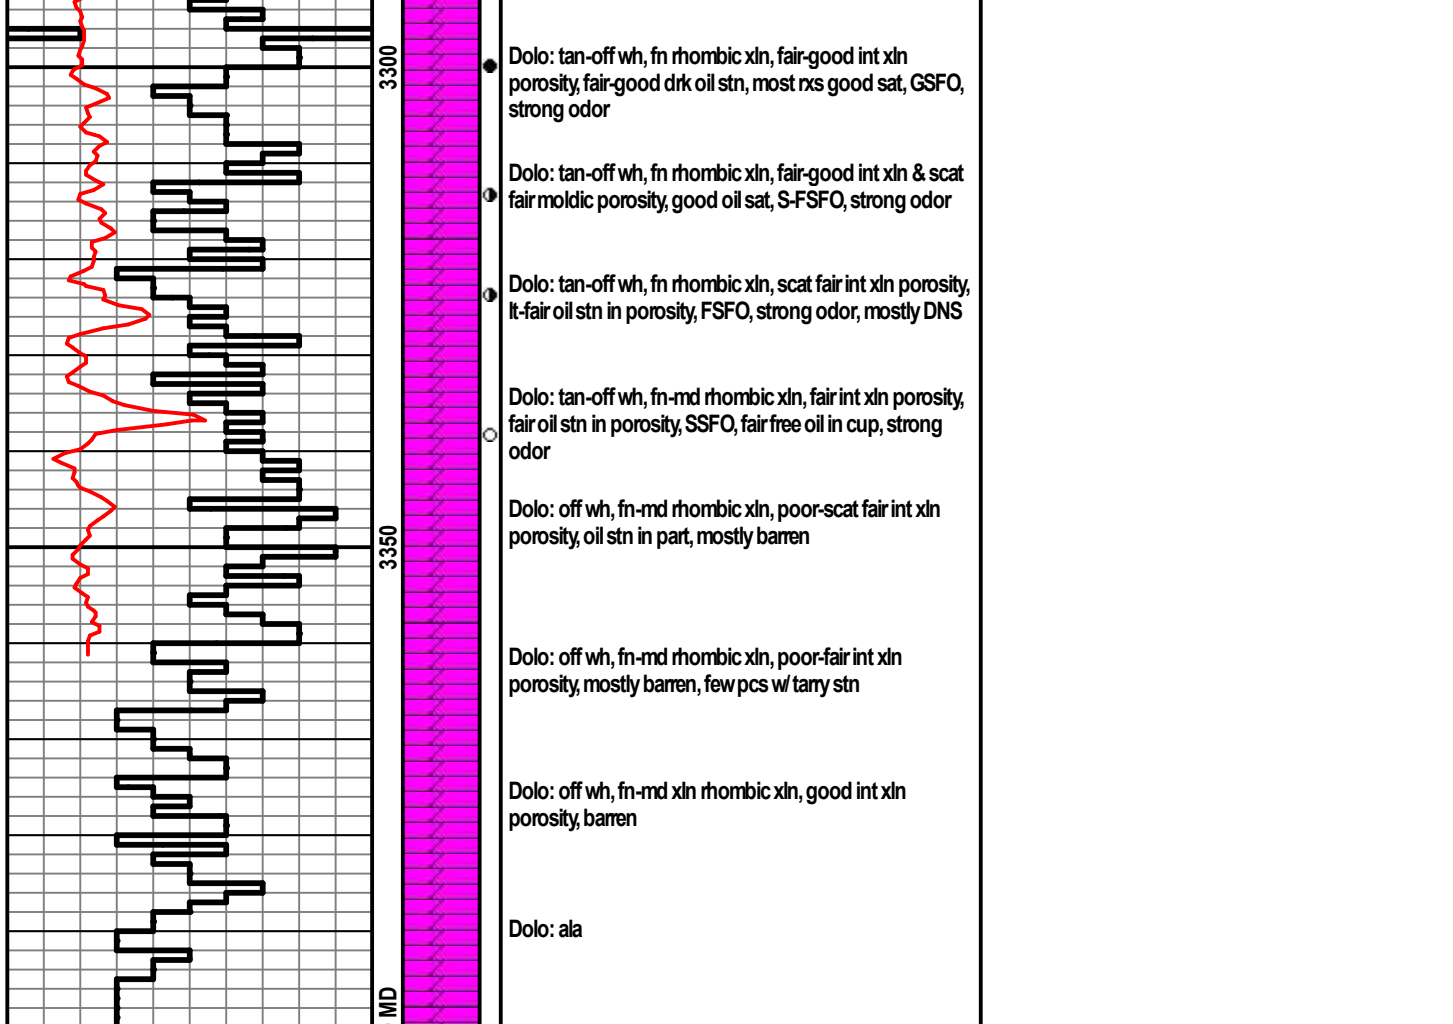 3300
Dolo: tan-off wh, fn rhombic xln, fair-good int xln
porosity, fair-good drk oil stn, most rxs good sat, GSFO,
strong odor
Dolo: tan-off wh, fn rhombic xln, fair-good int xln & scat
fair moldic porosity, good oil sat, S-FSFO, strong odor
Dolo: tan-off wh, fn rhombic xln, scat fair int xln porosity,
lt-fair oil stn in porosity, FSFO, strong odor, mostly DNS
Dolo: tan-off wh, fn-md rhombic xln, fair int xln porosity,
fair oil stn in porosity, SSFO, fair free oil in cup, strong
odor
Dolo: off wh, fn-md rhombic xln, poor-scat fair int xln
porosity, oil stn in part, mostly barren
3350
Dolo: off wh, fn-md rhombic xln, poor-fair int xln
porosity, mostly barren, few pcs w/ tarry stn
Dolo: off wh, fn-md xln rhombic xln, good int xln
porosity, barren
Dolo: ala
MD